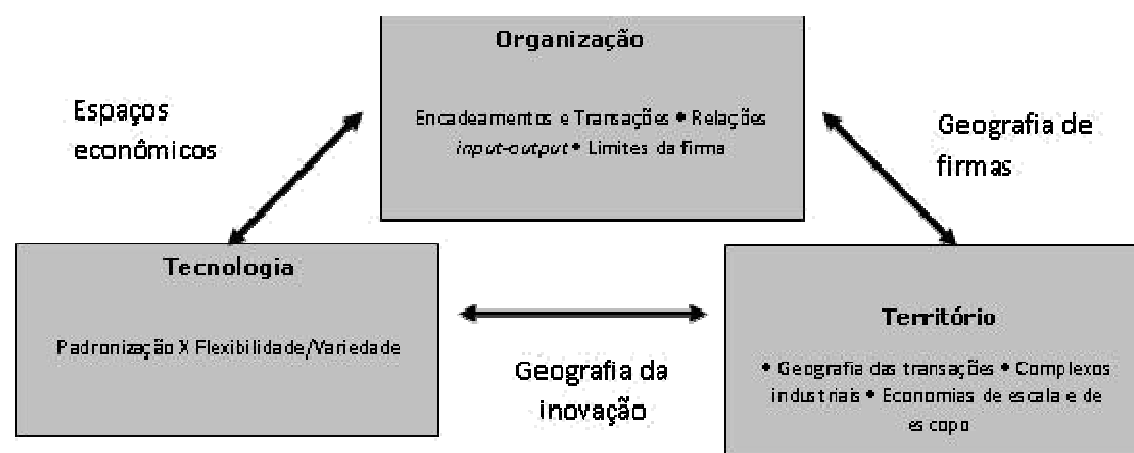 Organização
Encadeamentos e Transações • Relações
input-output • Limites da firma
Espaços
econômicos
Geografia de
firmas
Tecnologia
Padronização X Flexibilidade/Variedade
Geografia da
inovação
Território
• Geografia das transações • Complexos
industriais • Economias de escala e de
escopo